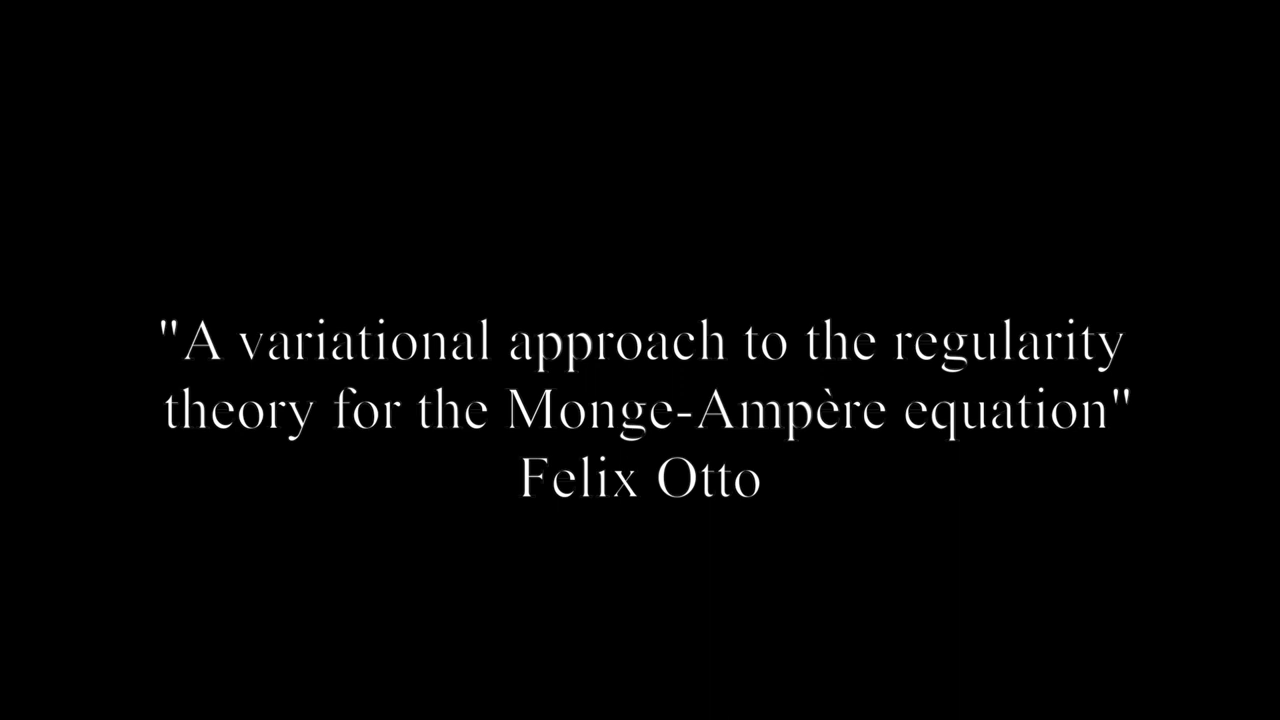 "A variational approach to the regularity
theory for the Monge-Ampère equation"
Felix Otto